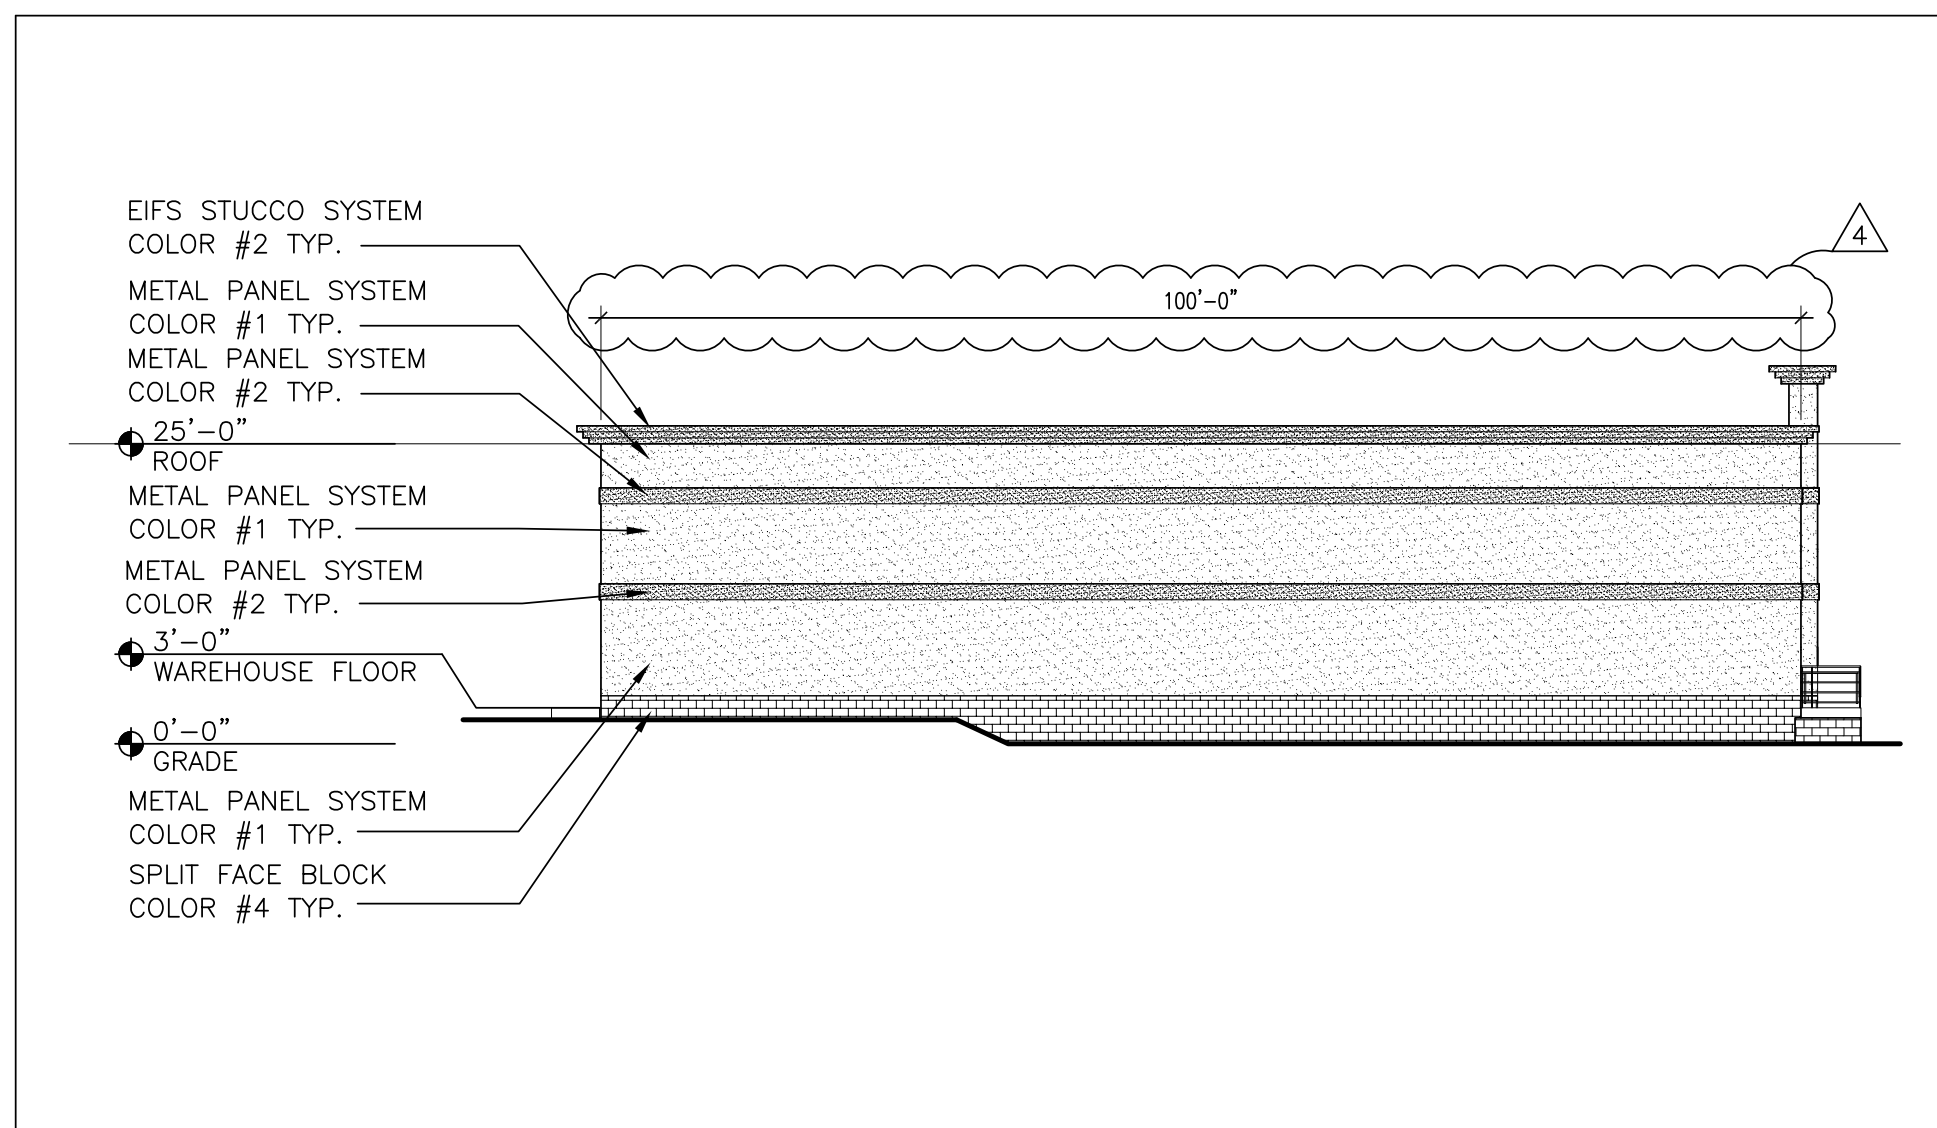 EIFS STUCCO SYSTEM
COLOR #2 TYP.
4
METAL PANEL SYSTEM
COLOR #1 TYP.
100'-0"
METAL PANEL SYSTEM
COLOR #2 TYP.
25'-0"
ROOF
METAL PANEL SYSTEM
COLOR #1 TYP.
METAL PANEL SYSTEM
COLOR #2 TYP.
3'-0"
WAREHOUSE FLOOR
0'-0"
GRADE
METAL PANEL SYSTEM
COLOR #1 TYP.
SPLIT FACE BLOCK
COLOR #4 TYP.